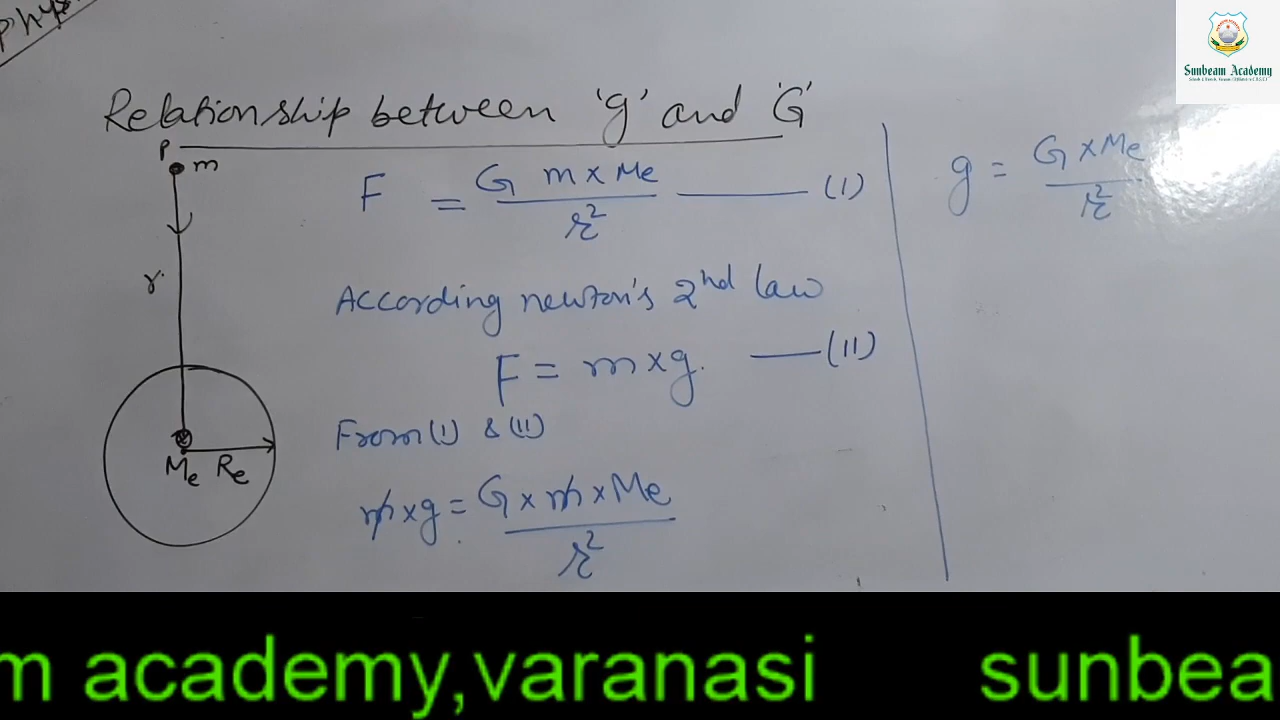 Phys
Sunbeam Academy
Relationship between 'g' and 'G'
P
m
r
Me Re
F = G m x Me (I)
r²
According newton's 2nd law
F = m x g. (II)
From (I) & (II)
m x g = G x m x Me
r²
g = G x Me
r²
m academy,varanasi sunbea